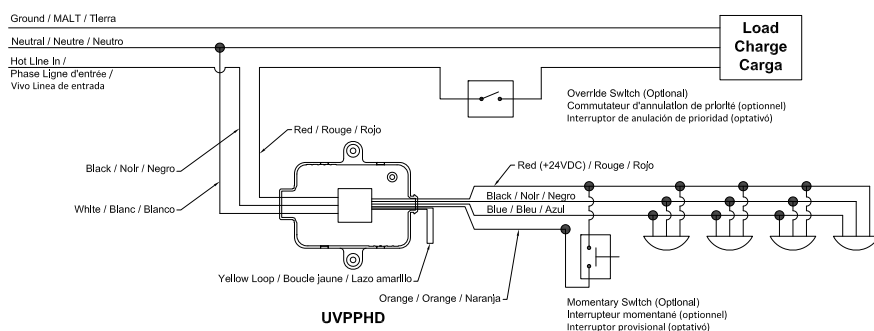 Ground / MALT / Tierra
Neutral / Neutre / Neutro
Hot Line In /
Phase Ligne d'entrée /
Vivo Linea de entrada
Load
Charge
Carga
Override Switch (Optional)
Commutateur d'annulation de priorité (optionnel)
Interruptor de anulación de prioridad (optativó)
Red / Rouge / Rojo
Black / Noir / Negro
White / Blanc / Blanco
Red (+24VDC) / Rouge / Rojo
Black / Noir / Negro
Blue / Bleu / Azul
Yellow Loop / Boucle jaune / Lazo amarillo
Orange / Orange / Naranja
UVPPHD
Momentary Switch (Optional)
Interrupteur momentané (optionnel)
Interruptor provisional (optativó)